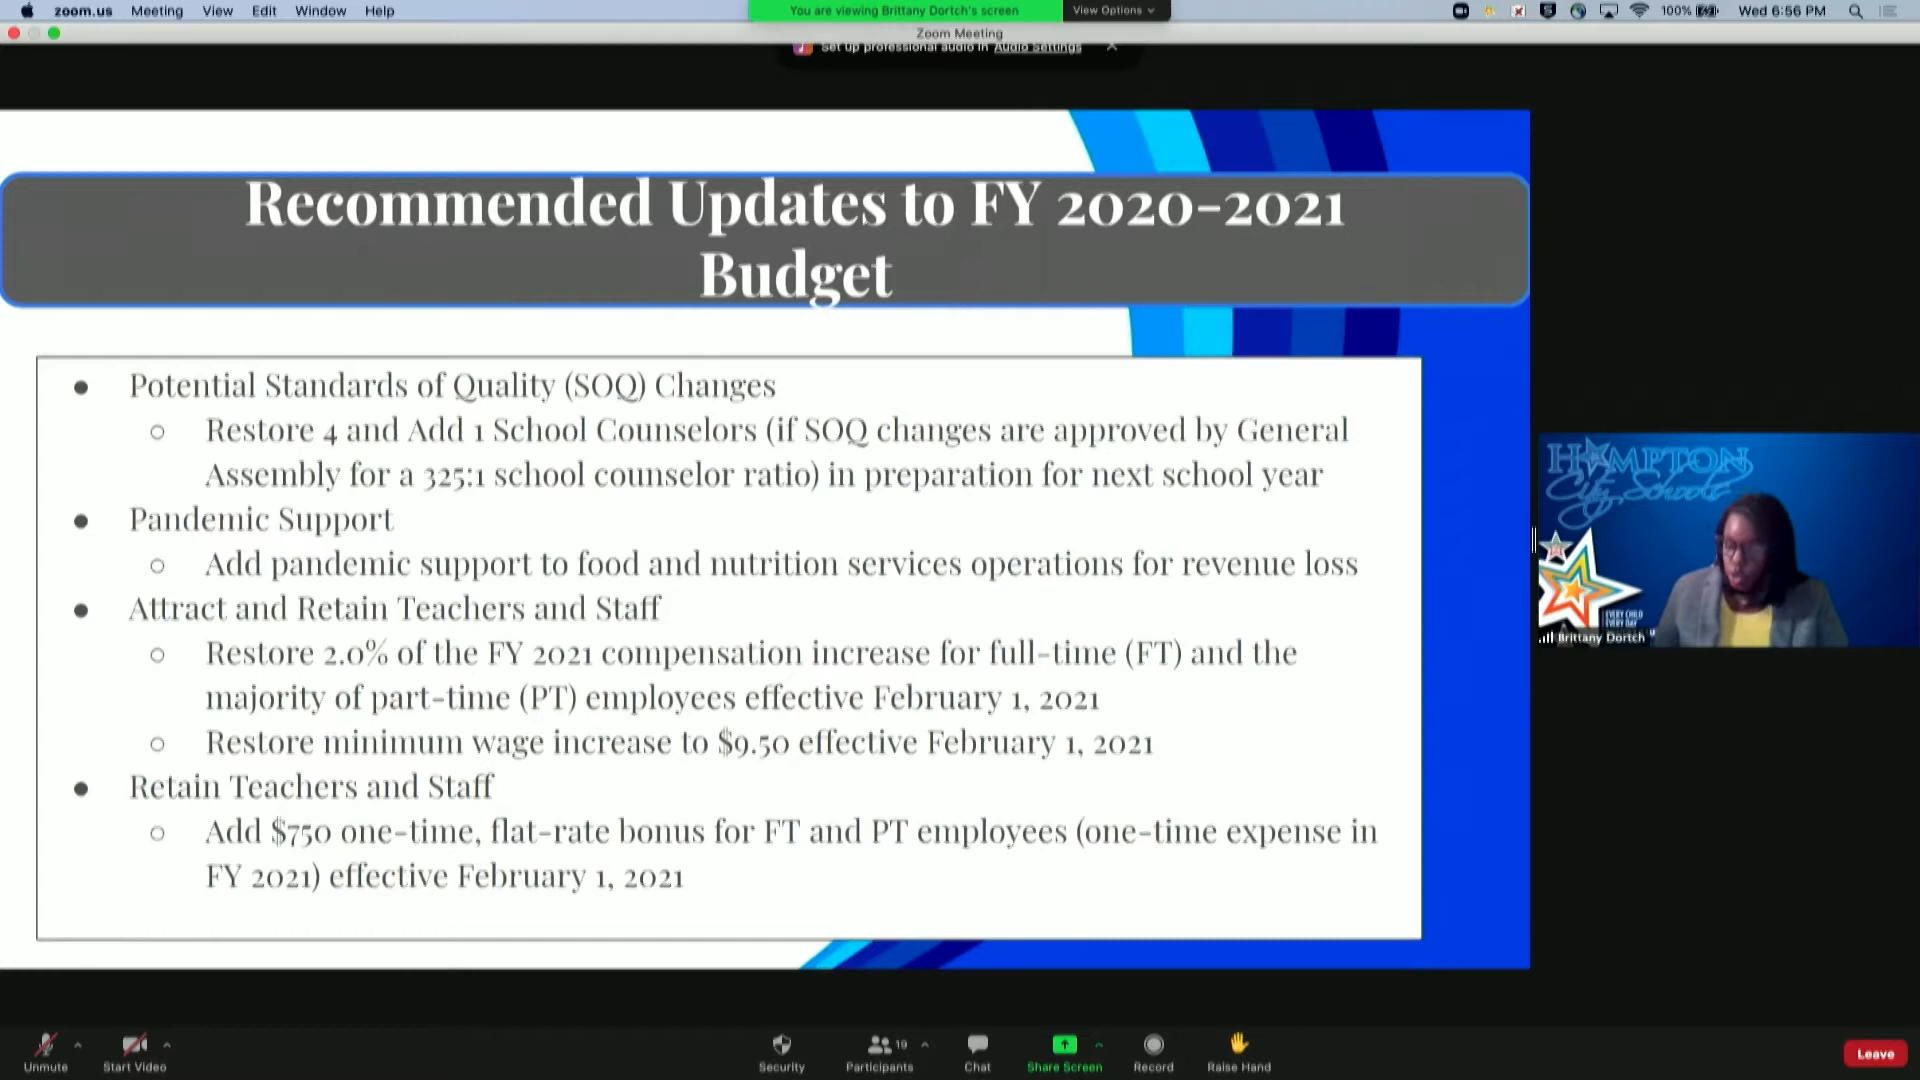 zoom.us Meeting View Edit Window Help
You are viewing Brittany Dortch's screen
View Options
100%
Wed 6:56 PM
Zoom Meeting
Set up professional audio in Audio Settings
Recommended Updates to FY 2020-2021
Budget
● Potential Standards of Quality (SOQ) Changes
○ Restore 4 and Add 1 School Counselors (if SOQ changes are approved by General
Assembly for a 325:1 school counselor ratio) in preparation for next school year
● Pandemic Support
○ Add pandemic support to food and nutrition services operations for revenue loss
● Attract and Retain Teachers and Staff
○ Restore 2.0% of the FY 2021 compensation increase for full-time (FT) and the
majority of part-time (PT) employees effective February 1, 2021
○ Restore minimum wage increase to $9.50 effective February 1, 2021
● Retain Teachers and Staff
○ Add $750 one-time, flat-rate bonus for FT and PT employees (one-time expense in
FY 2021) effective February 1, 2021
HAMPTON
City Schools
EVERY CHILD
EVERY DAY
Brittany Dortch
Unmute
Start Video
Security
Participants
19
Chat
Share Screen
Record
Raise Hand
Leave